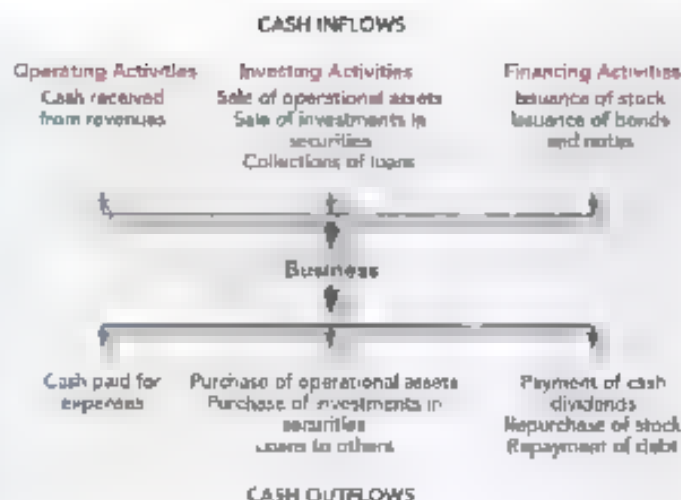 CASH INFLOWS
Operating Activities
Cash received
from revenues
Investing Activities
Sale of operational assets
Sale of investments in
securities
Collections of loans
Financing Activities
Issuance of stock
Issuance of bonds
and notes
Business
Cash paid for
expenses
Purchase of operational assets
Purchase of investments in
securities
Loans to others
Payment of cash
dividends
Repurchase of stock
Repayment of debt
CASH OUTFLOWS